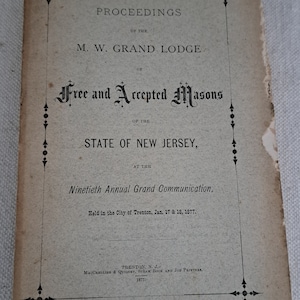 PROCEEDINGS
OF THE
M. W. GRAND LODGE
OF
Free and Accepted Masons
OF THE
STATE OF NEW JERSEY,
AT THE
Ninetieth Annual Grand Communication.
Held in the City of Trenton, Jan. 17 & 18, 1877.
TRENTON, N. J.:
1877.